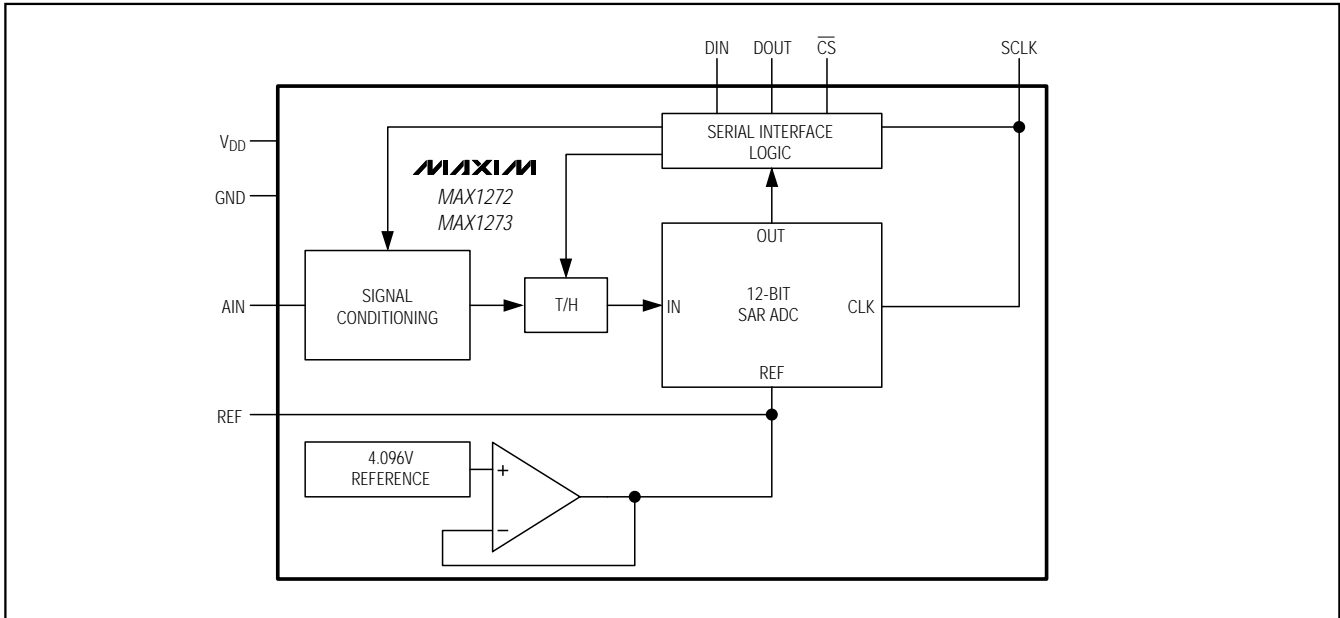 DIN DOUT CS SCLK
SERIAL INTERFACE
LOGIC
VDD
MAXIM
MAX1272
MAX1273
GND
OUT
SIGNAL
CONDITIONING
AIN
T/H
IN
12-BIT
SAR ADC
CLK
REF
REF
4.096V
REFERENCE
+
−